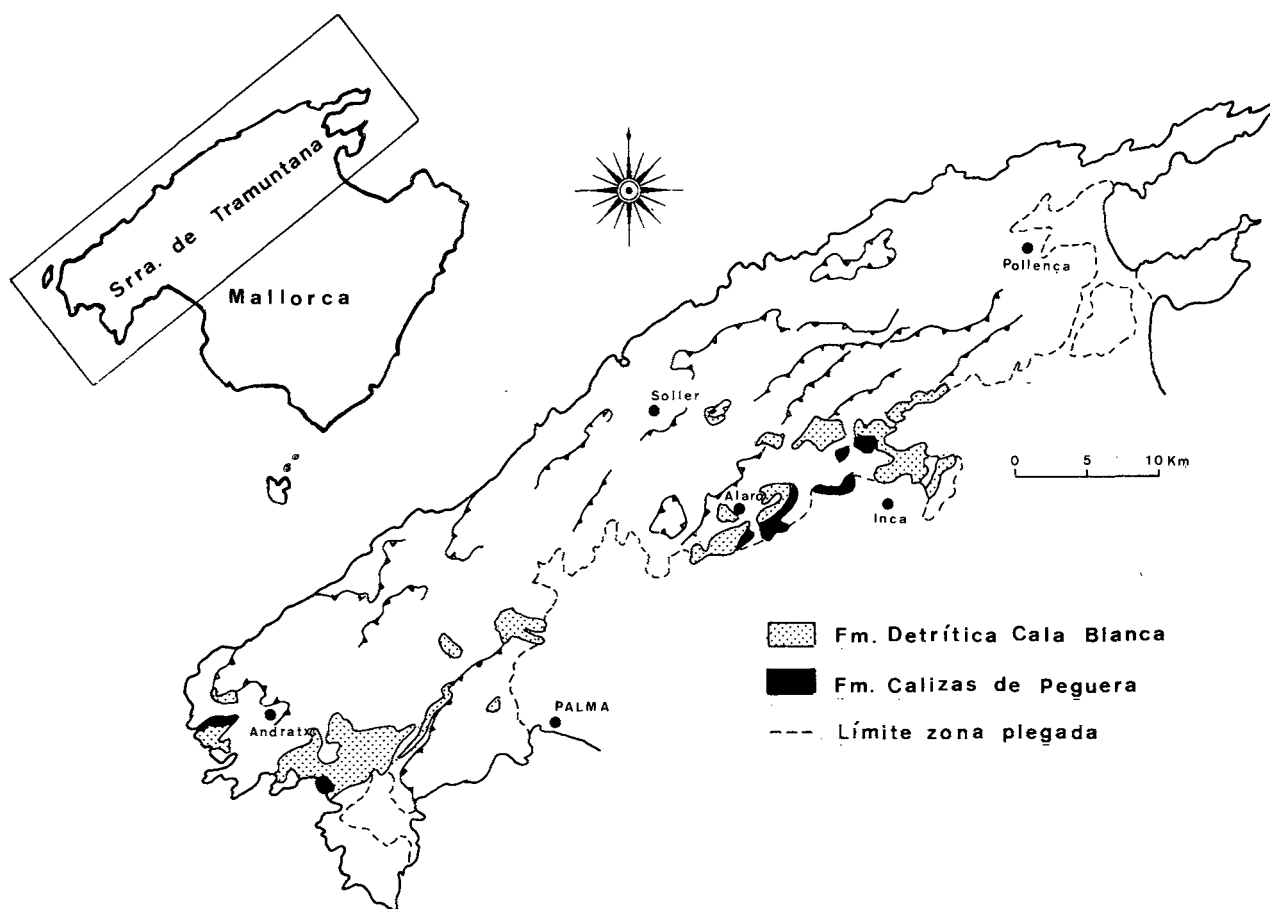 Srra. de Tramuntana
Mallorca
Pollença
Soller
0 5 10 Km
Alaro
Inca
Fm. Detrítica Cala Blanca
Fm. Calizas de Peguera
PALMA
Andratx
Límite zona plegada